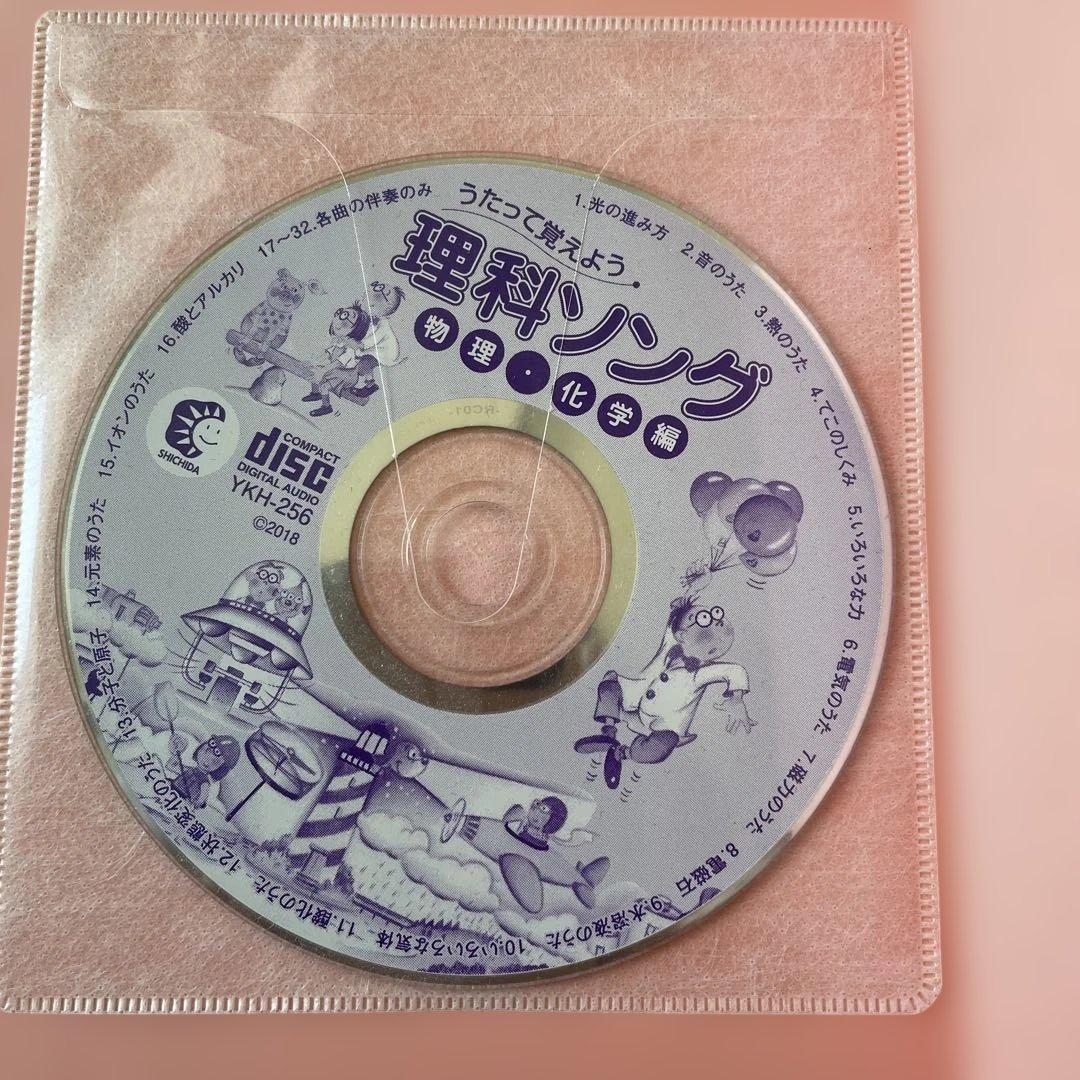 うたって覚えよう
理科ソング
物理・化学編
1.光の進み方
2.音のうた
3.熱のうた
4.てこのしくみ
5.いろいろな力
6.電気のうた
7.磁力のうた
8.電磁石
9.水溶液のうた
10.いろいろな気体
11.酸化のうた
12.状態変化のうた
13.分子と原子
14.元素のうた
15.イオンのうた
16.酸とアルカリ
17〜32.各曲の伴奏のみ
SHICHIDA
COMPACT
disc
DIGITAL AUDIO
YKH-256
©2018